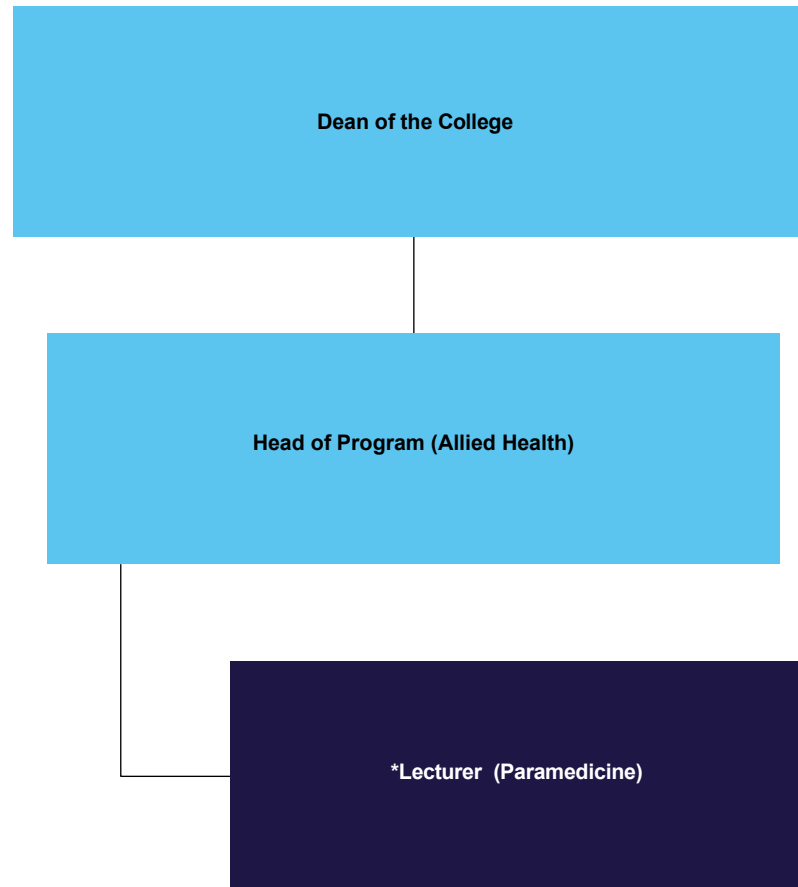 Dean of the College
Head of Program (Allied Health)
*Lecturer  (Paramedicine)